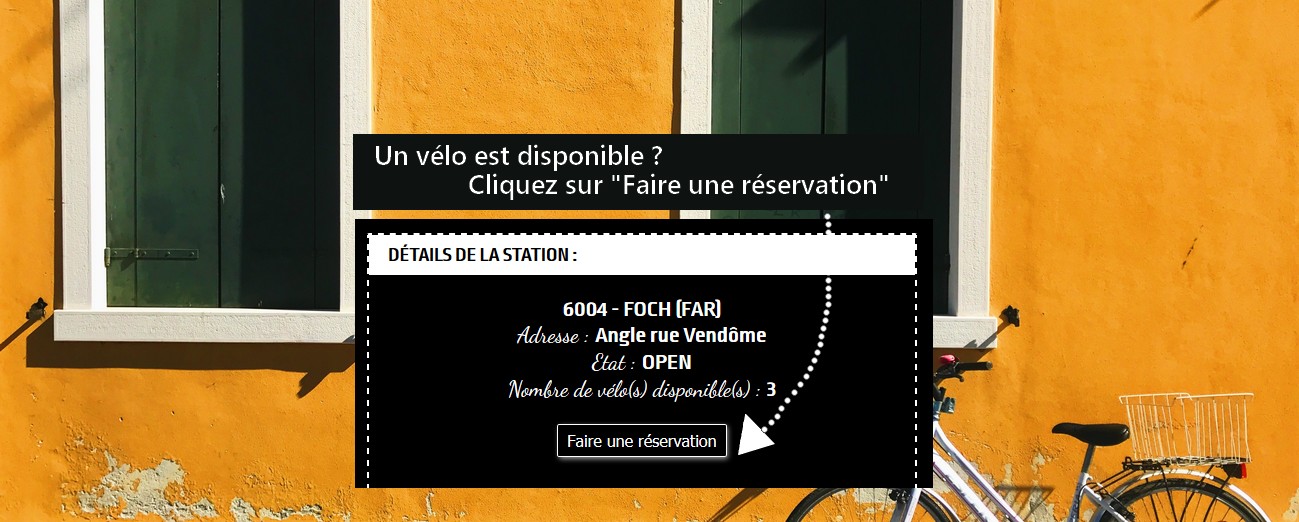 Un vélo est disponible ?
Cliquez sur "Faire une réservation"
DÉTAILS DE LA STATION :
6004 - FOCH (FAR)
Adresse : Angle rue Vendôme
Etat : OPEN
Nombre de vélo(s) disponible(s) : 3
Faire une réservation